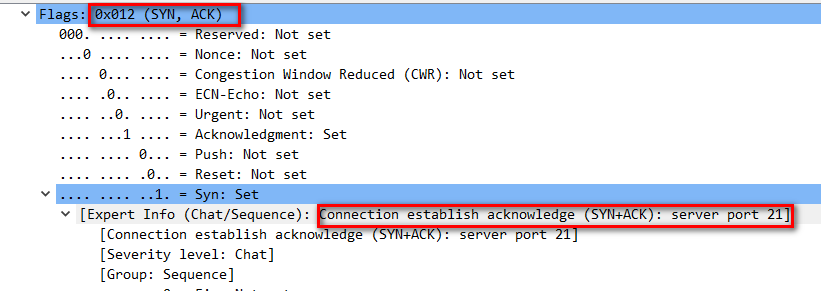 Flags: 0x012 (SYN, ACK)
000. .... .... = Reserved: Not set
...0 .... .... = Nonce: Not set
.... 0... .... = Congestion Window Reduced (CWR): Not set
.... .0.. .... = ECN-Echo: Not set
.... ..0. .... = Urgent: Not set
.... ...1 .... = Acknowledgment: Set
.... .... 0... = Push: Not set
.... .... .0.. = Reset: Not set
.... .... ..1. = Syn: Set
[Expert Info (Chat/Sequence): Connection establish acknowledge (SYN+ACK): server port 21]
[Connection establish acknowledge (SYN+ACK): server port 21]
[Severity level: Chat]
[Group: Sequence]